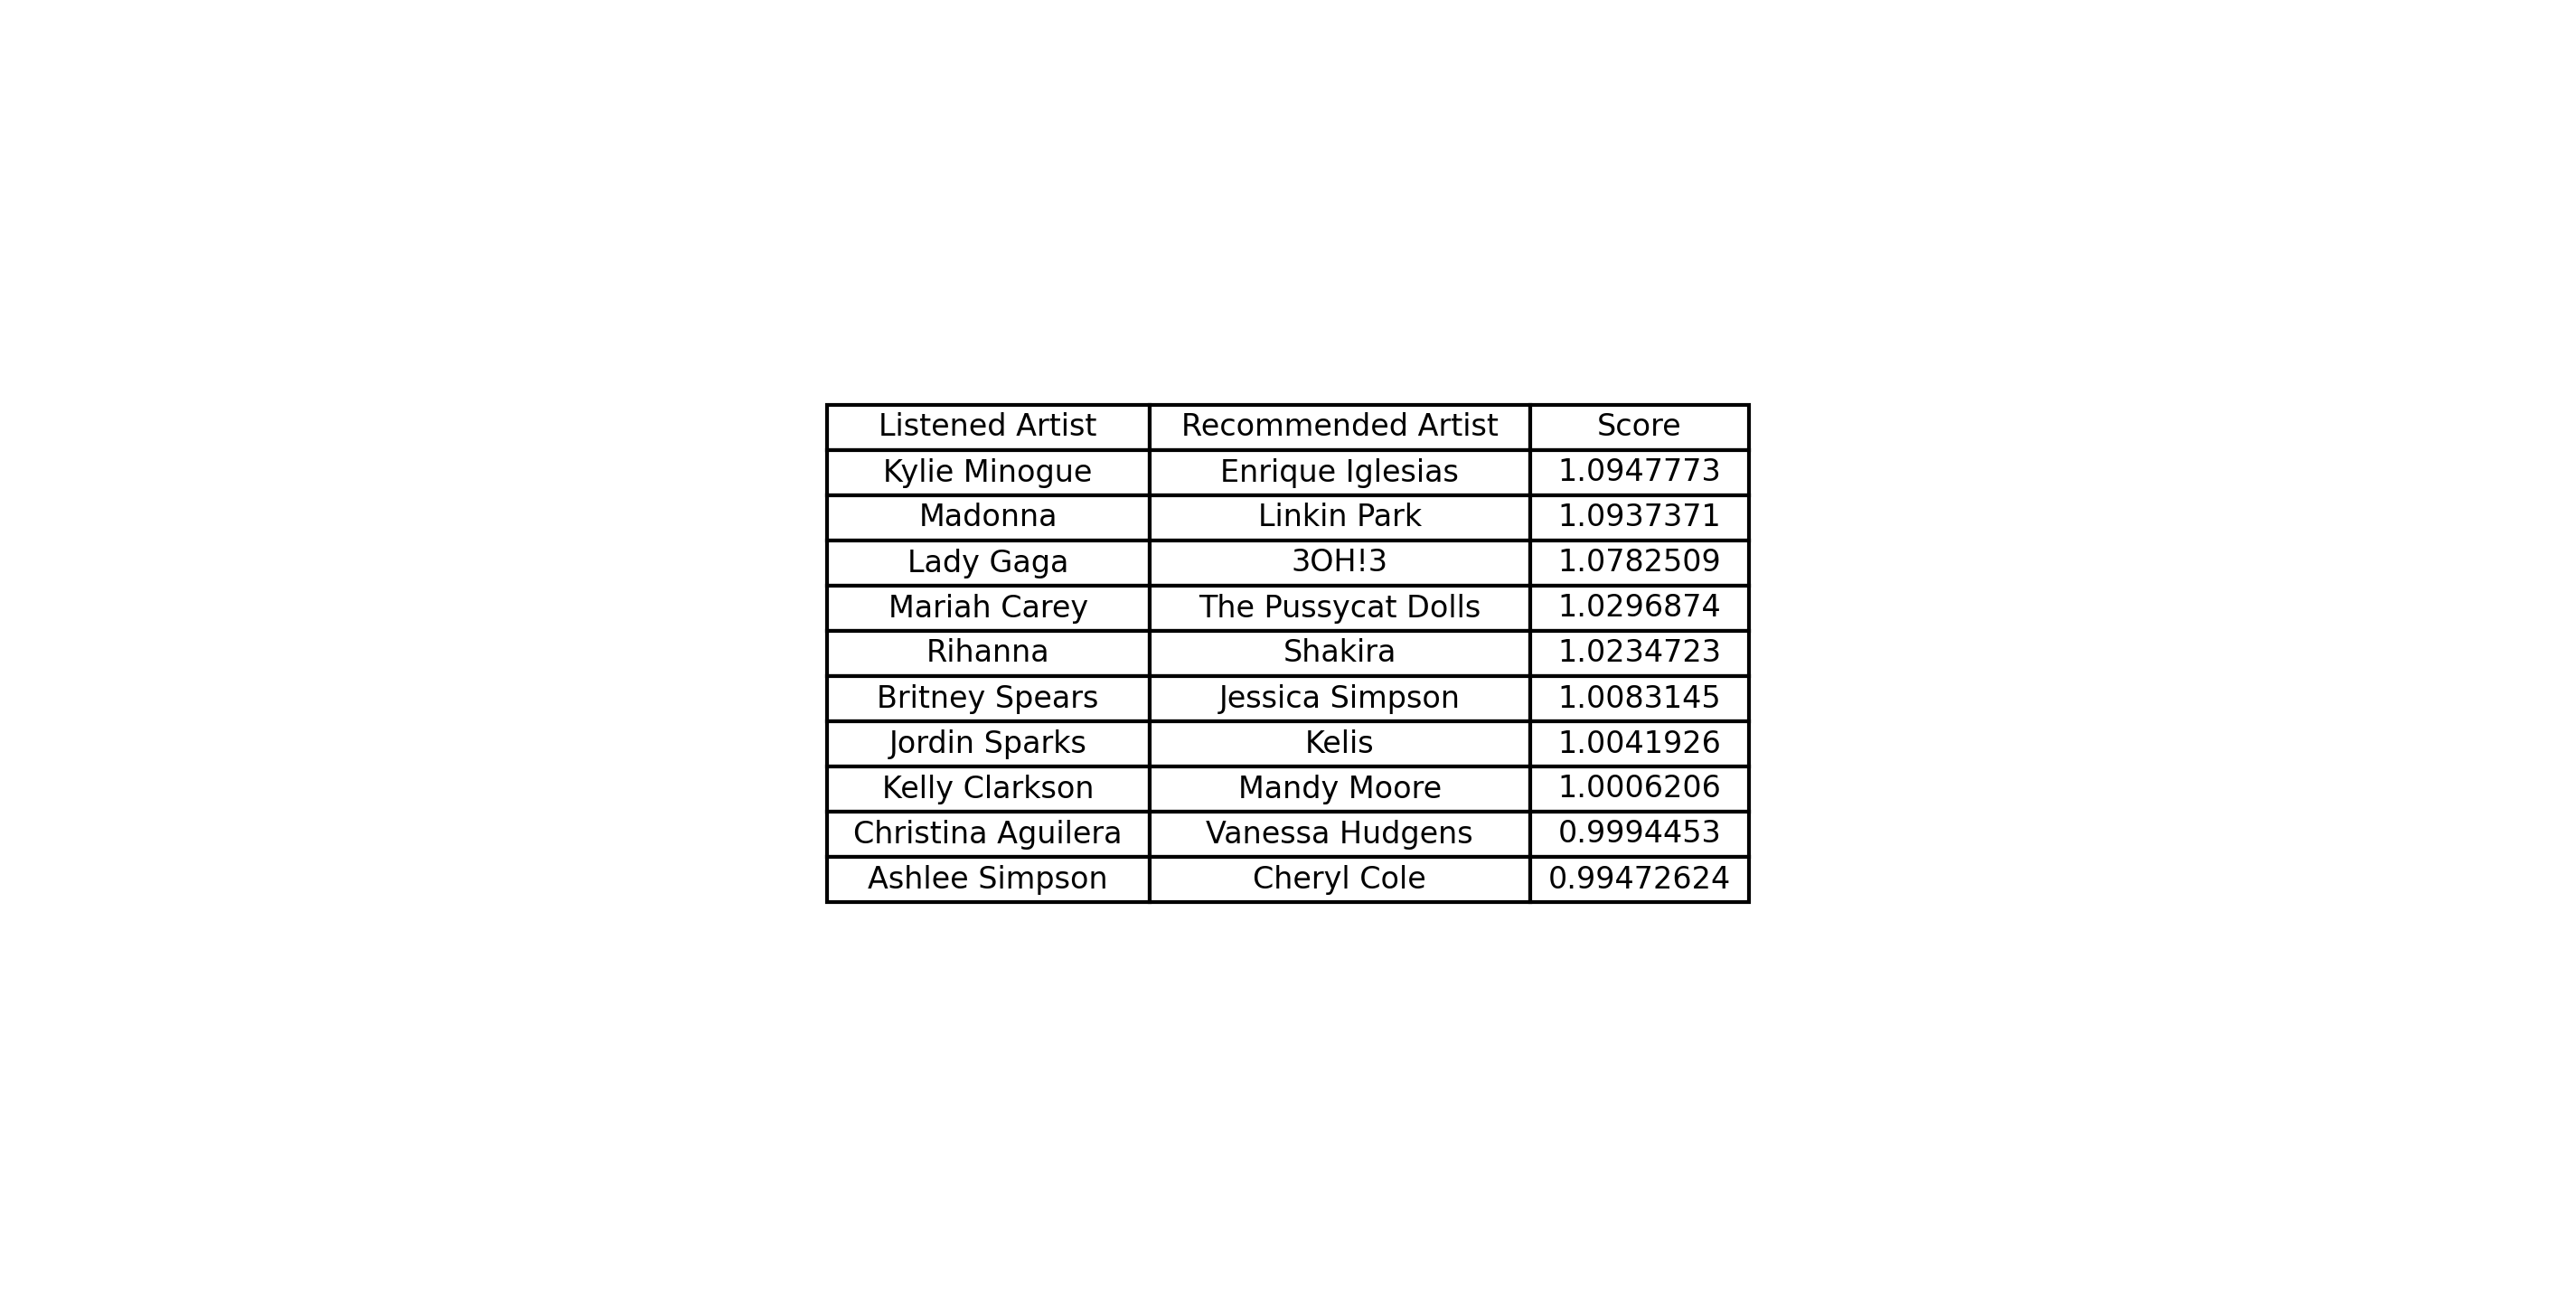 Listened Artist Recommended Artist Score
Kylie Minogue Enrique Iglesias 1.0947773
Madonna Linkin Park 1.0937371
Lady Gaga 3OH!3 1.0782509
Mariah Carey The Pussycat Dolls 1.0296874
Rihanna Shakira 1.0234723
Britney Spears Jessica Simpson 1.0083145
Jordin Sparks Kelis 1.0041926
Kelly Clarkson Mandy Moore 1.0006206
Christina Aguilera Vanessa Hudgens 0.9994453
Ashlee Simpson Cheryl Cole 0.99472624